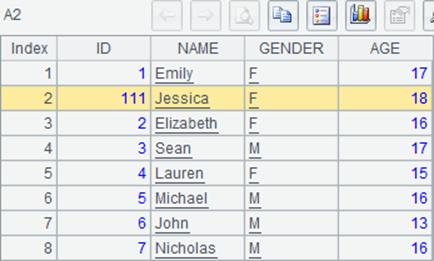 A2
Index ID NAME GENDER AGE
1 1 Emily F 17
2 111 Jessica F 18
3 2 Elizabeth F 16
4 3 Sean M 17
5 4 Lauren F 15
6 5 Michael M 16
7 6 John M 13
8 7 Nicholas M 16